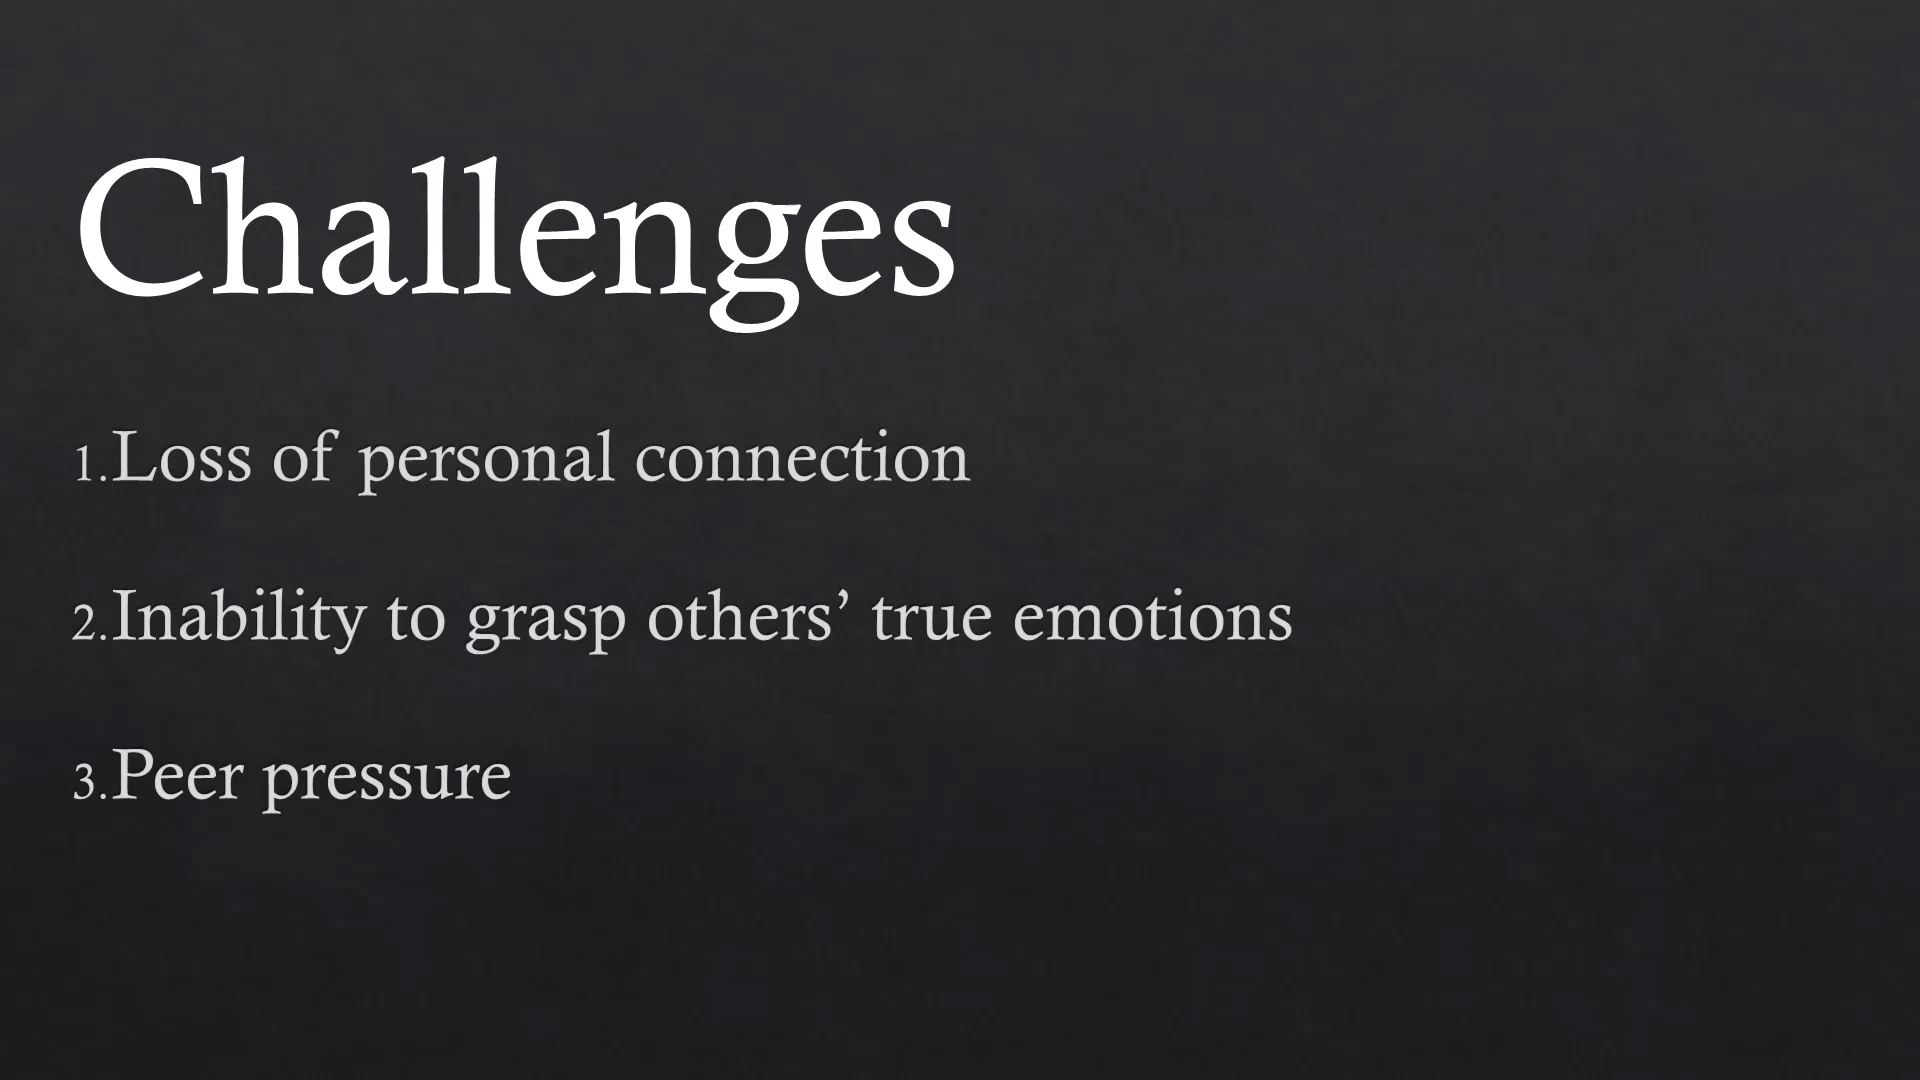 Challenges
1.Loss of personal connection
2.Inability to grasp others’ true emotions
3.Peer pressure